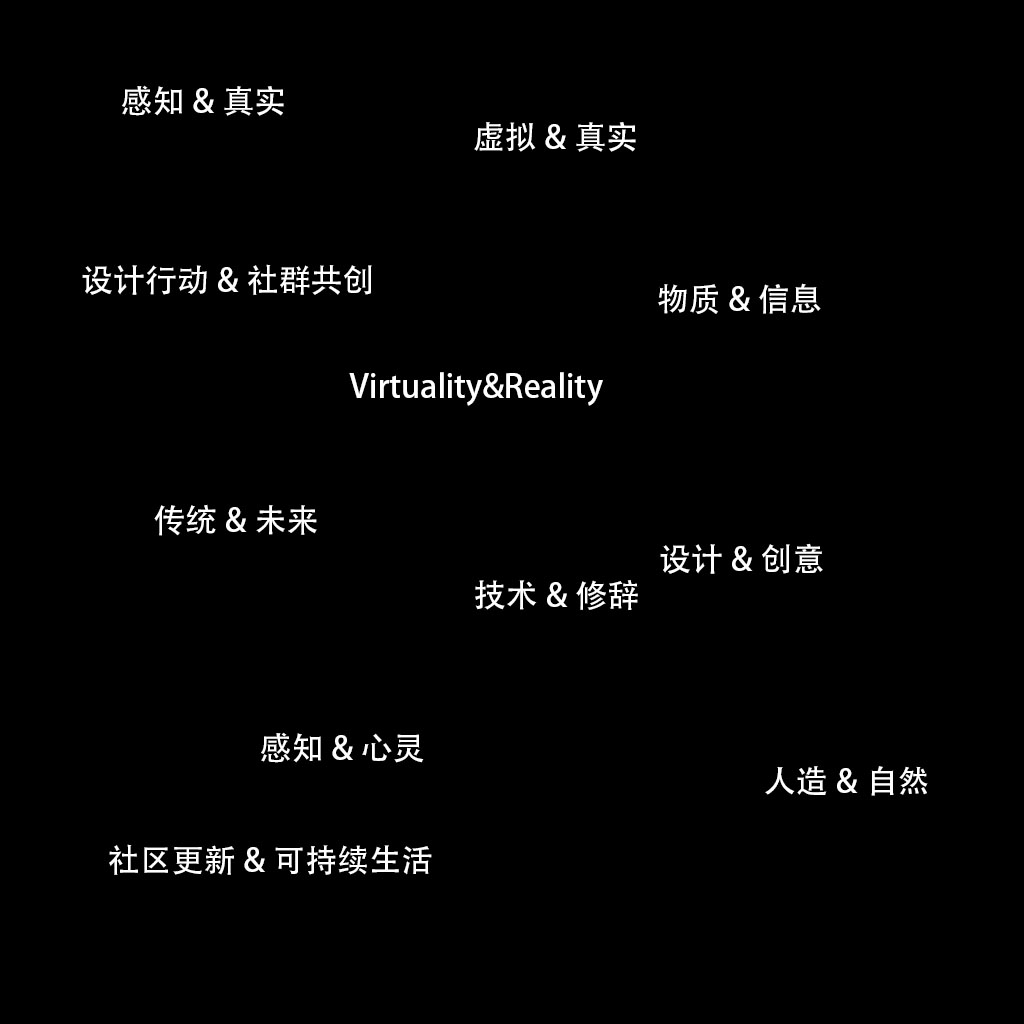 感知 & 真实
虚拟 & 真实
设计行动 & 社群共创
物质 & 信息
Virtuality&Reality
传统 & 未来
设计 & 创意
技术 & 修辞
感知 & 心灵
人造 & 自然
社区更新 & 可持续生活